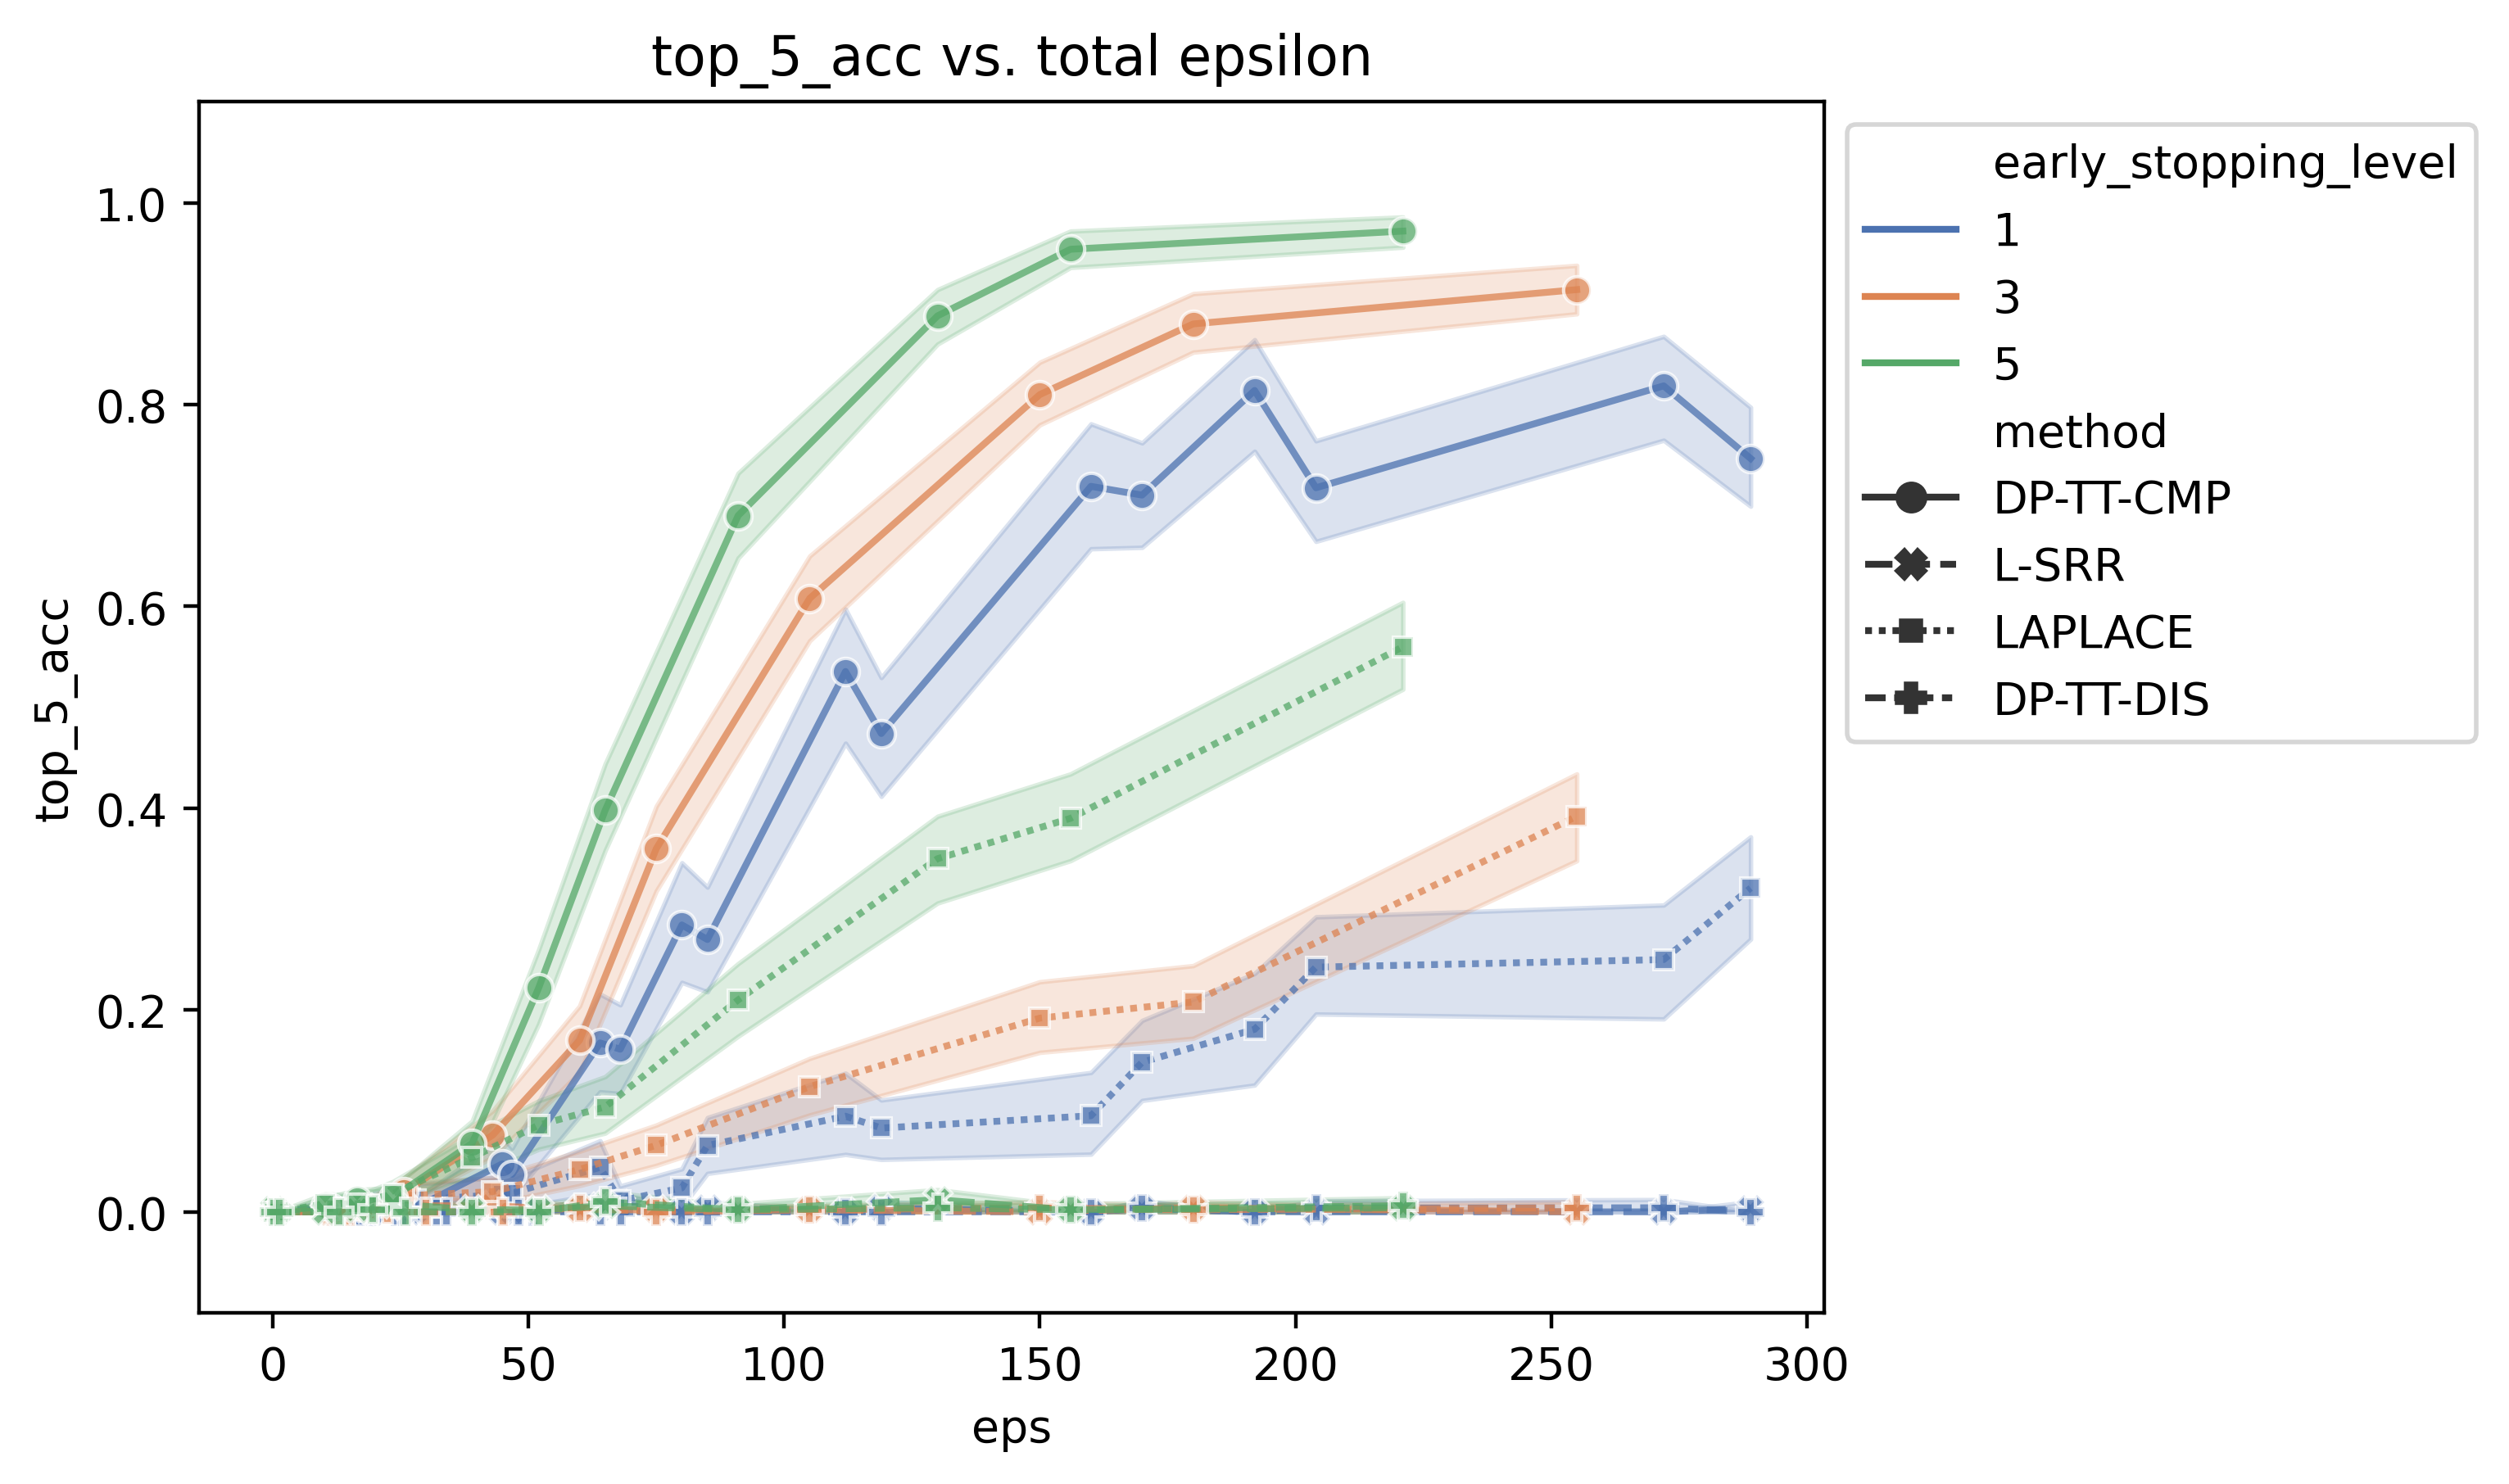 top_5_acc vs. total epsilon
top_5_acc
1.0
0.8
0.6
0.4
0.2
0.0
0 50 100 150 200 250 300
eps
early_stopping_level
1
3
5
method
DP-TT-CMP
L-SRR
LAPLACE
DP-TT-DIS